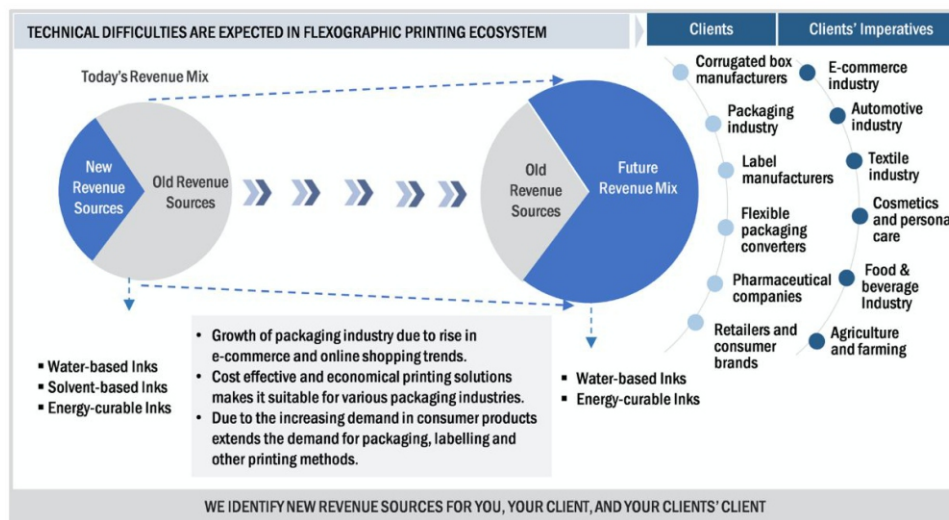 TECHNICAL DIFFICULTIES ARE EXPECTED IN FLEXOGRAPHIC PRINTING ECOSYSTEM
Clients
Clients' Imperatives
Today's Revenue Mix
New
Revenue
Sources
Old Revenue
Sources
Old
Revenue
Sources
Future
Revenue Mix
Corrugated box
manufacturers
Packaging
industry
Label
manufacturers
Flexible
packaging
converters
Pharmaceutical
companies
Retailers and
consumer
brands
E-commerce
industry
Automotive
industry
Textile
industry
Cosmetics
and persona
care
Food &
beverage
Industry
Agriculture
and farming
▪ Water-based Inks
▪ Solvent-based Inks
▪ Energy-curable Inks
• Growth of packaging industry due to rise in
e-commerce and online shopping trends.
• Cost effective and economical printing solutions
makes it suitable for various packaging industries.
• Due to the increasing demand in consumer products
extends the demand for packaging, labelling and
other printing methods.
▪ Water-based Inks
▪ Energy-curable Inks
WE IDENTIFY NEW REVENUE SOURCES FOR YOU, YOUR CLIENT, AND YOUR CLIENTS' CLIENT